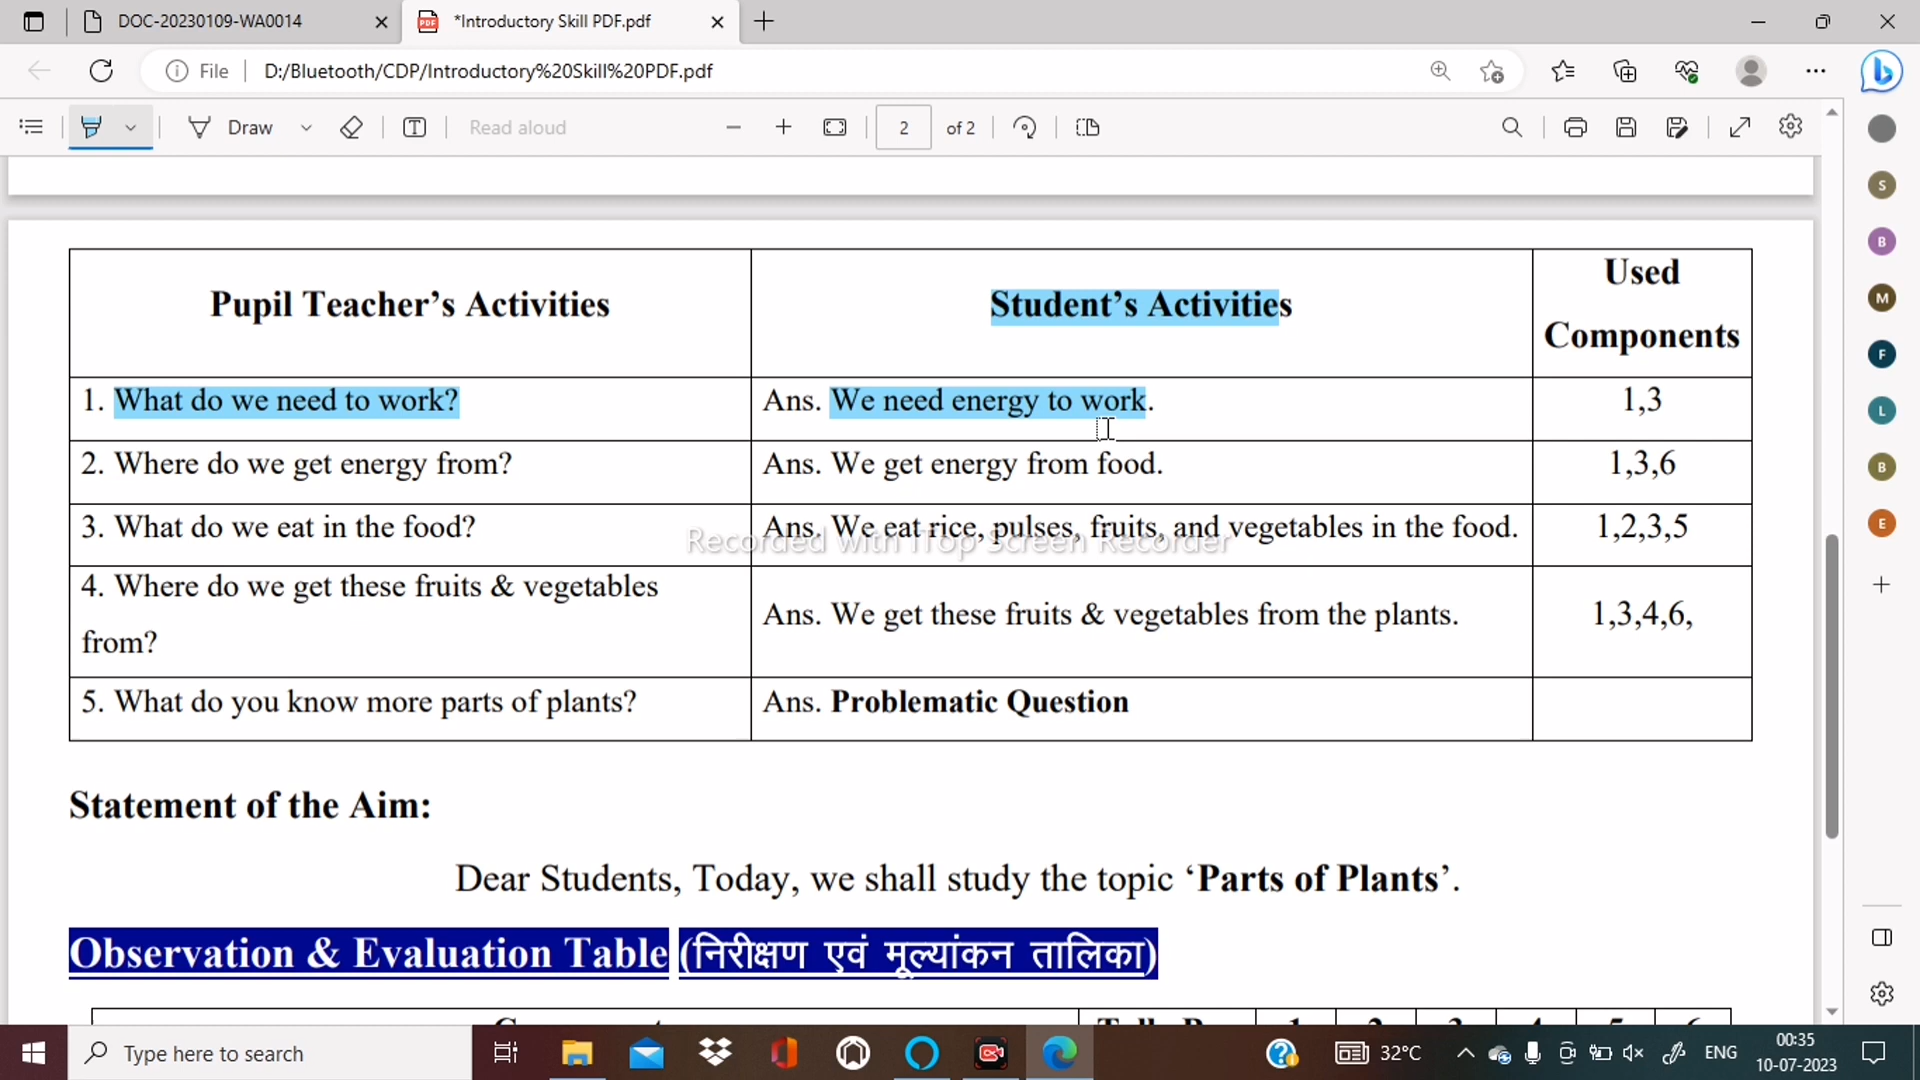 DOC-20230109-WA0014
*Introductory Skill PDF.pdf
File
D:/Bluetooth/CDP/Introductory%20Skill%20PDF.pdf
Draw
Read aloud
2
of 2
Pupil Teacher’s Activities
Student’s Activities
Used
Components
1. What do we need to work?
Ans. We need energy to work.
1,3
2. Where do we get energy from?
Ans. We get energy from food.
1,3,6
3. What do we eat in the food?
Ans. We eat rice, pulses, fruits, and vegetables in the food.
1,2,3,5
Recorded with iTop Screen Recorder
4. Where do we get these fruits & vegetables
from?
Ans. We get these fruits & vegetables from the plants.
1,3,4,6,
5. What do you know more parts of plants?
Ans. Problematic Question
Statement of the Aim:
Dear Students, Today, we shall study the topic ‘Parts of Plants’.
Observation & Evaluation Table (निरीक्षण एवं मूल्यांकन तालिका)
S
B
M
F
L
B
E
Type here to search
32°C
ENG
00:35
10-07-2023